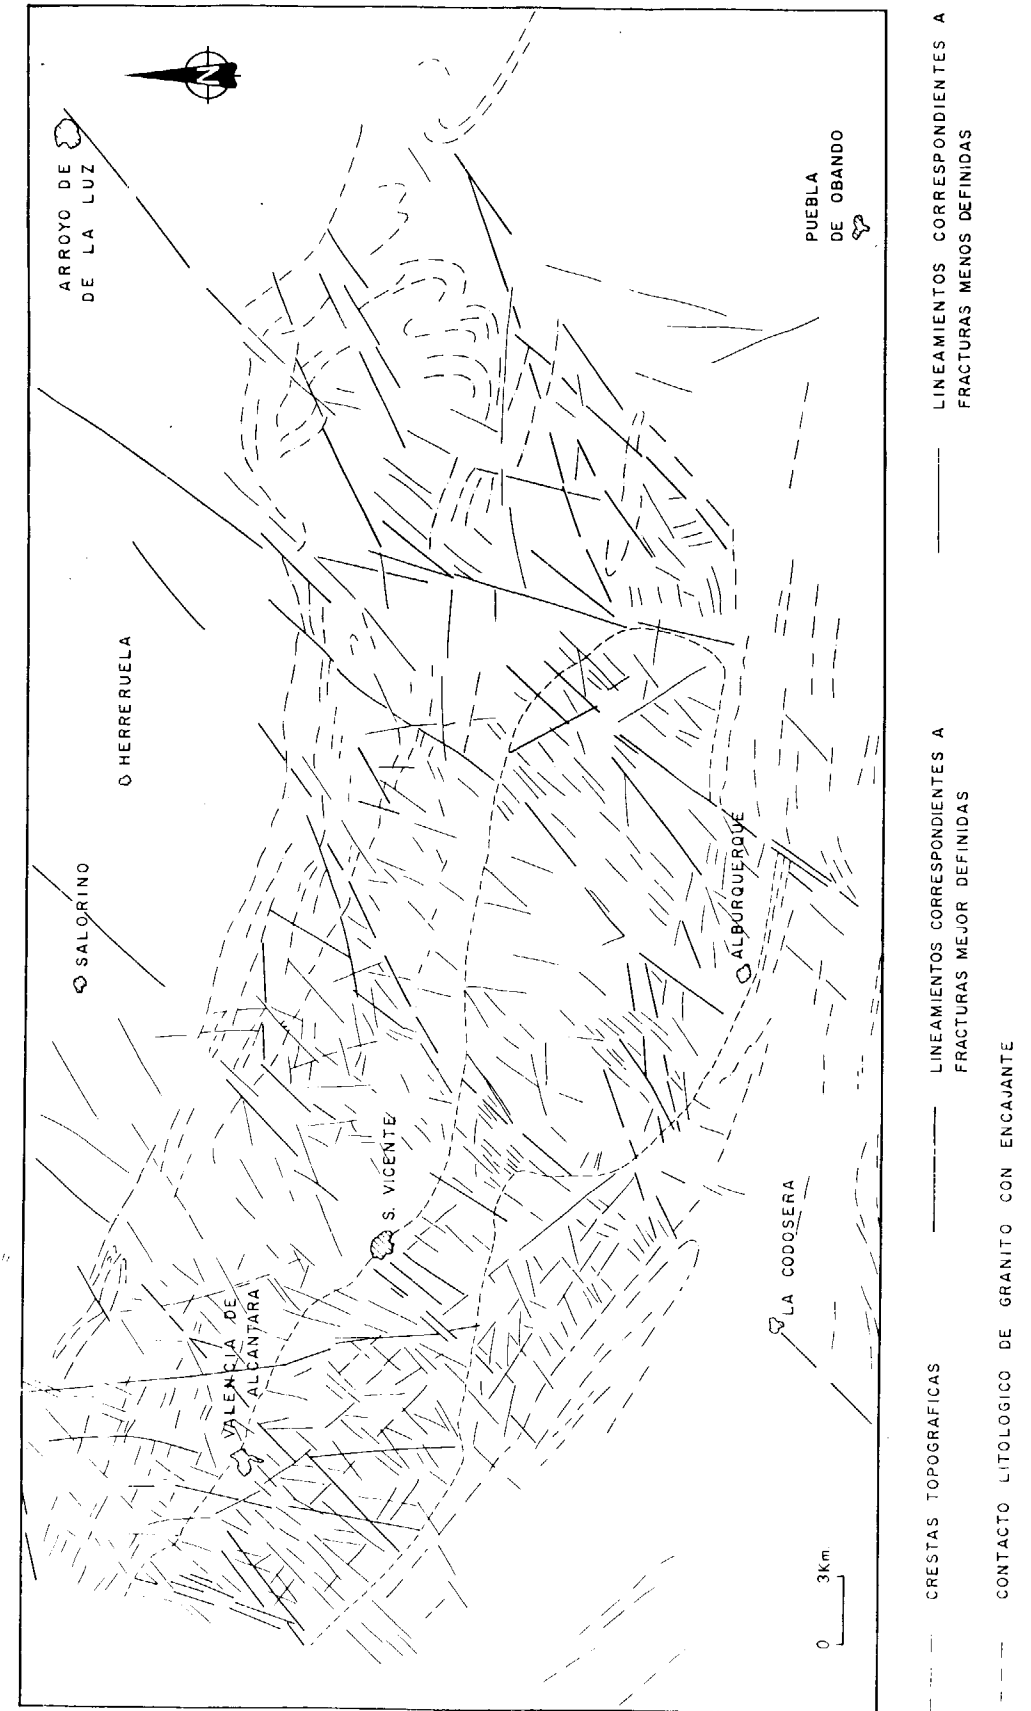 N
ARROYO DE
DE LA LUZ
SALORINO
HERRERUELA
VALENCIA DE
ALCANTARA
S. VICENTE
PUEBLA
DE OBANDO
ALBURQUERQUE
LA CODOSERA
0 3Km.
CRESTAS TOPOGRAFICAS
LINEAMIENTOS CORRESPONDIENTES A
FRACTURAS MEJOR DEFINIDAS
LINEAMIENTOS CORRESPONDIENTES A
FRACTURAS MENOS DEFINIDAS
CONTACTO LITOLOGICO DE GRANITO CON ENCAJANTE